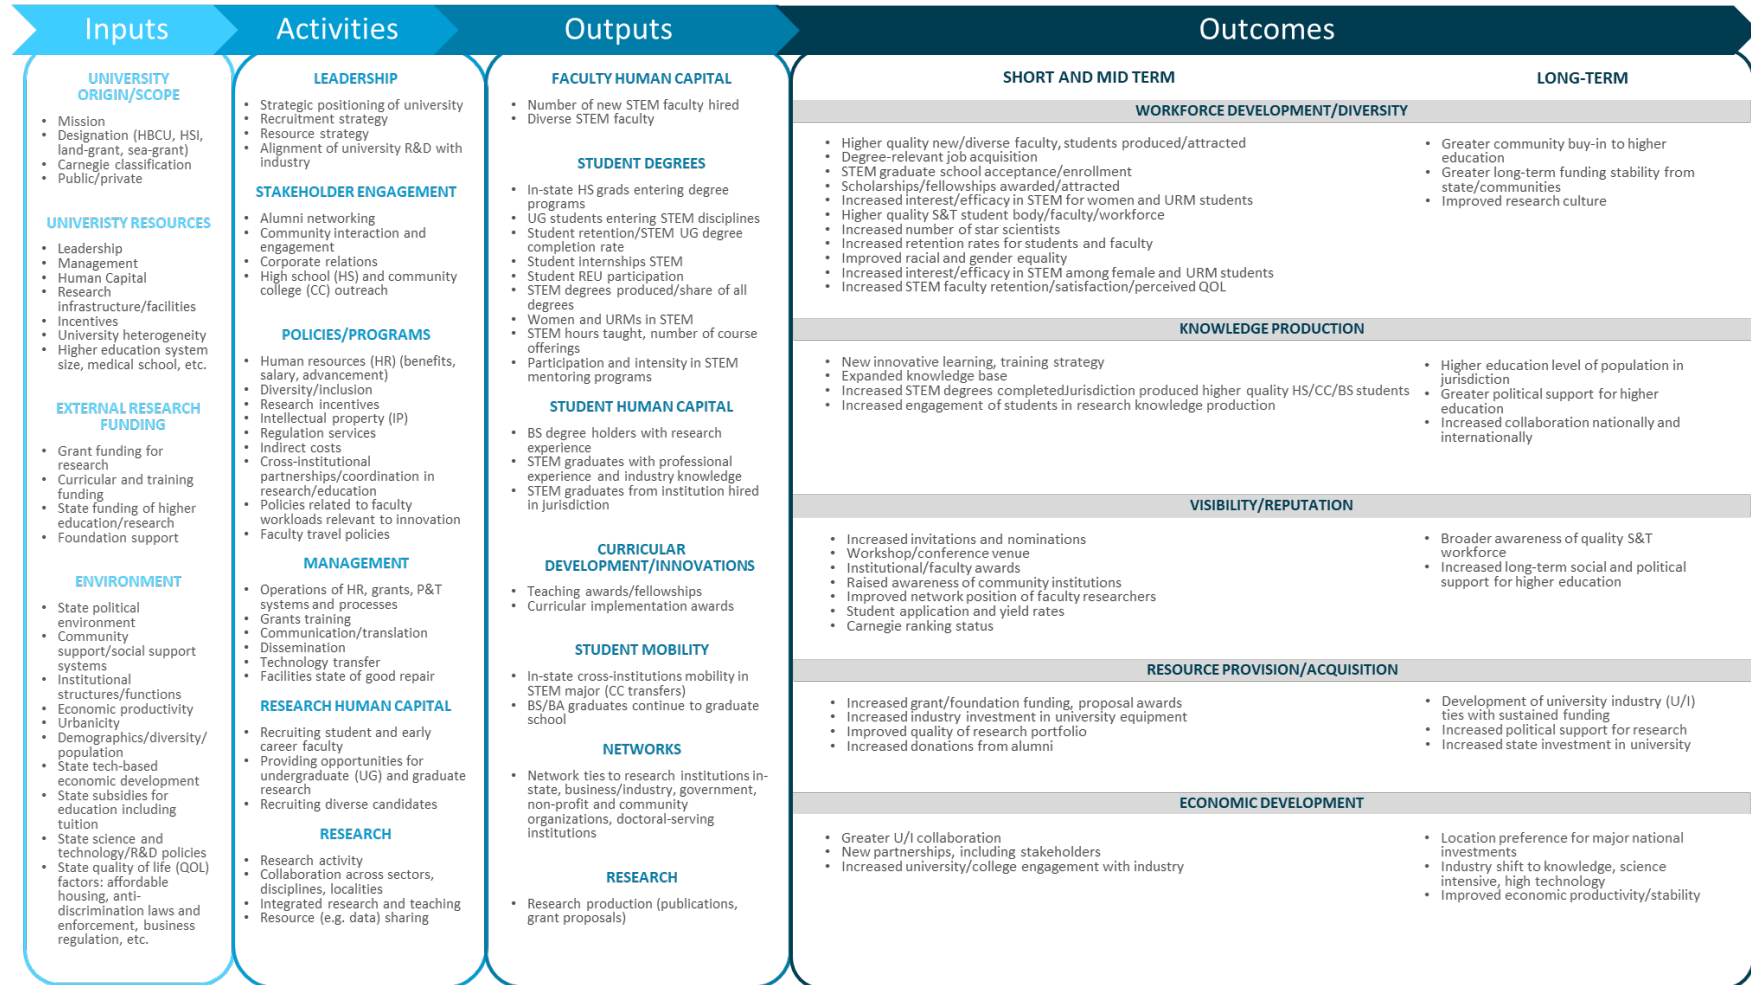 Inputs
Activities
Outputs
Outcomes
UNIVERSITY
ORIGIN/SCOPE
• Mission
• Designation (HBCU, HSI,
land-grant, sea-grant)
• Carnegie classification
• Public/private
UNIVERISTY RESOURCES
• Leadership
• Management
• Human Capital
• Research
infrastructure/facilities
• Incentives
• University heterogeneity
• Higher education system
size, medical school, etc.
EXTERNAL RESEARCH
FUNDING
• Grant funding for
research
• Curricular and training
funding
• State funding of higher
education/research
• Foundation support
ENVIRONMENT
• State political
environment
• Community
support/social support
systems
• Institutional
structures/functions
• Economic productivity
• Urbanicity
• Demographics/diversity/
population
• State tech-based
economic development
• State subsidies for
education including
tuition
• State science and
technology/R&D policies
• State quality of life (QOL)
factors: affordable
housing, anti-
discrimination laws and
enforcement, business
regulation, etc.
LEADERSHIP
• Strategic positioning of university
• Recruitment strategy
• Resource strategy
• Alignment of university R&D with
industry
STAKEHOLDER ENGAGEMENT
• Alumni networking
• Community interaction and
engagement
• Corporate relations
• High school (HS) and community
college (CC) outreach
POLICIES/PROGRAMS
• Human resources (HR) (benefits,
salary, advancement)
• Diversity/inclusion
• Research incentives
• Intellectual property (IP)
• Regulation services
• Indirect costs
• Cross-institutional
partnerships/coordination in
research/education
• Policies related to faculty
workloads relevant to innovation
• Faculty travel policies
MANAGEMENT
• Operations of HR, grants, P&T
systems and processes
• Grants training
• Communication/translation
• Dissemination
• Technology transfer
• Facilities state of good repair
RESEARCH HUMAN CAPITAL
• Recruiting student and early
career faculty
• Providing opportunities for
undergraduate (UG) and graduate
research
• Recruiting diverse candidates
RESEARCH
• Research activity
• Collaboration across sectors,
disciplines, localities
• Integrated research and teaching
• Resource (e.g. data) sharing
FACULTY HUMAN CAPITAL
• Number of new STEM faculty hired
• Diverse STEM faculty
STUDENT DEGREES
• In-state HS grads entering degree
programs
• UG students entering STEM disciplines
• Student retention/STEM UG degree
completion rate
• Student internships STEM
• Student REU participation
• STEM degrees produced/share of all
degrees
• Women and URMs in STEM
• STEM hours taught, number of course
offerings
• Participation and intensity in STEM
mentoring programs
STUDENT HUMAN CAPITAL
• BS degree holders with research
experience
• STEM graduates with professional
experience and industry knowledge
• STEM graduates from institution hired
in jurisdiction
CURRICULAR
DEVELOPMENT/INNOVATIONS
• Teaching awards/fellowships
• Curricular implementation awards
STUDENT MOBILITY
• In-state cross-institutions mobility in
STEM major (CC transfers)
• BS/BA graduates continue to graduate
school
NETWORKS
• Network ties to research institutions in-
state, business/industry, government,
non-profit and community
organizations, doctoral-serving
institutions
RESEARCH
• Research production (publications,
grant proposals)
SHORT AND MID TERM
LONG-TERM
WORKFORCE DEVELOPMENT/DIVERSITY
• Higher quality new/diverse faculty, students produced/attracted
• Degree-relevant job acquisition
• STEM graduate school acceptance/enrollment
• Scholarships/fellowships awarded/attracted
• Increased interest/efficacy in STEM for women and URM students
• Higher quality S&T student body/faculty/workforce
• Increased number of star scientists
• Increased retention rates for students and faculty
• Improved racial and gender equality
• Increased interest/efficacy in STEM among female and URM students
• Increased STEM faculty retention/satisfaction/perceived QOL
• Greater community buy-in to higher
education
• Greater long-term funding stability from
state/communities
• Improved research culture
KNOWLEDGE PRODUCTION
• New innovative learning, training strategy
• Expanded knowledge base
• Increased STEM degrees completedJurisdiction produced higher quality HS/CC/BS students
• Increased engagement of students in research knowledge production
• Higher education level of population in
jurisdiction
• Greater political support for higher
education
• Increased collaboration nationally and
internationally
VISIBILITY/REPUTATION
• Increased invitations and nominations
• Workshop/conference venue
• Institutional/faculty awards
• Raised awareness of community institutions
• Improved network position of faculty researchers
• Student application and yield rates
• Carnegie ranking status
• Broader awareness of quality S&T
workforce
• Increased long-term social and political
support for higher education
RESOURCE PROVISION/ACQUISITION
• Increased grant/foundation funding, proposal awards
• Increased industry investment in university equipment
• Improved quality of research portfolio
• Increased donations from alumni
• Development of university industry (U/I)
ties with sustained funding
• Increased political support for research
• Increased state investment in university
ECONOMIC DEVELOPMENT
• Greater U/I collaboration
• New partnerships, including stakeholders
• Increased university/college engagement with industry
• Location preference for major national
investments
• Industry shift to knowledge, science
intensive, high technology
• Improved economic productivity/stability